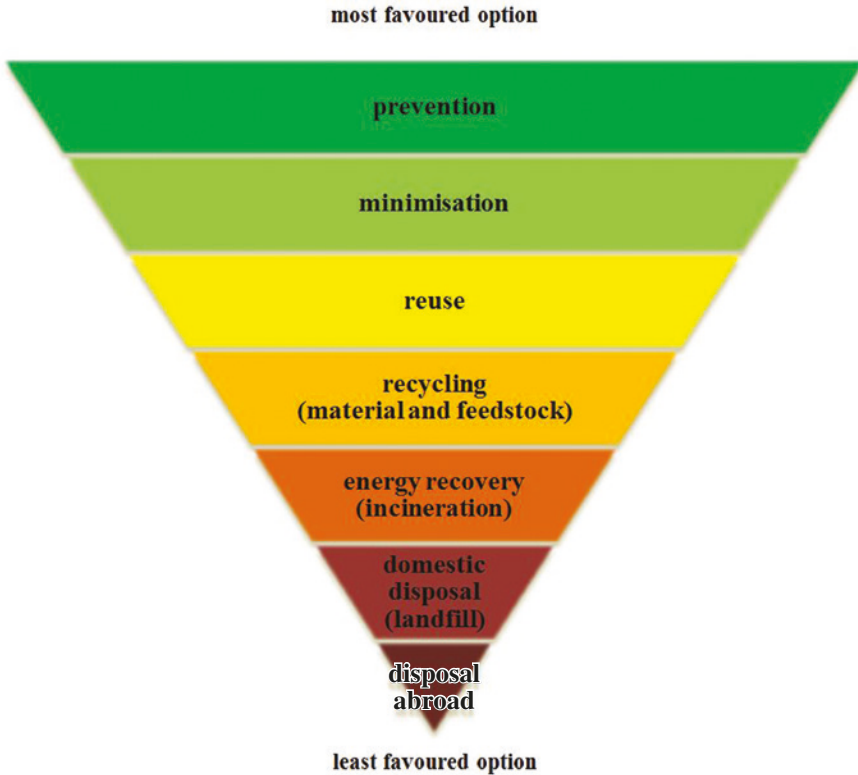 most favoured option
prevention
minimisation
reuse
recycling
(material and feedstock)
energy recovery
(incineration)
domestic
disposal
(landfill)
disposal
abroad
least favoured option